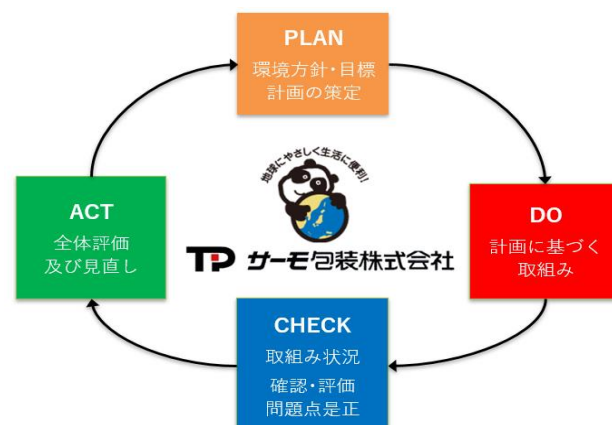 PLAN
環境方針・目標
計画の策定
地球にやさしく生活に便利!
ACT
全体評価
及び見直し
TP サーモ包装株式会社
DO
計画に基づく
取組み
CHECK
取組み状況
確認・評価
問題点是正